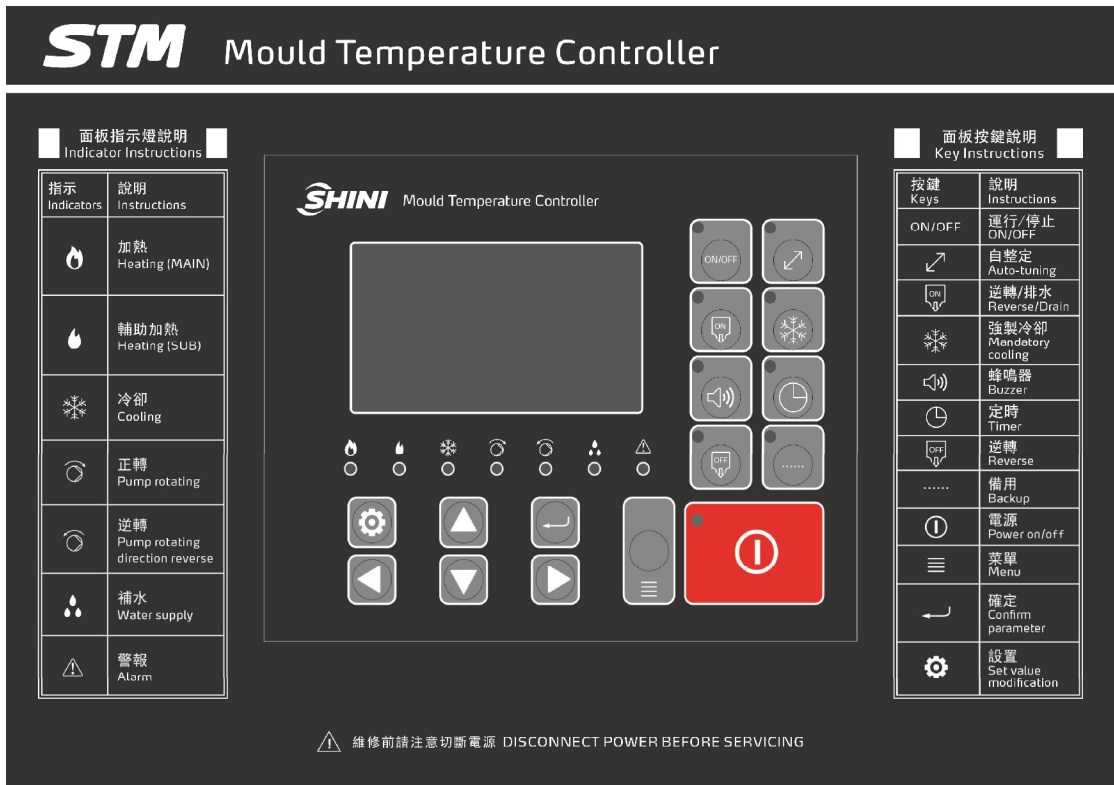 STM Mould Temperature Controller
面板指示燈說明
Indicator Instructions
指示 說明
Indicators Instructions
加熱
Heating (MAIN)
輔助加熱
Heating (SUB)
冷卻
Cooling
正轉
Pump rotating
逆轉
Pump rotating
direction reverse
補水
Water supply
警報
Alarm
SHINI Mould Temperature Controller
ON/OFF
ON
OFF
面板按鍵說明
Key Instructions
按鍵 說明
Keys Instructions
ON/OFF 運行/停止
ON/OFF
自整定
Auto-tuning
ON 逆轉/排水
Reverse/Drain
強製冷卻
Mandatory
cooling
蜂鳴器
Buzzer
定時
Timer
OFF 逆轉
Reverse
...... 備用
Backup
電源
Power on/off
菜單
Menu
確定
Confirm
parameter
設置
Set value
modification
維修前請注意切斷電源 DISCONNECT POWER BEFORE SERVICING